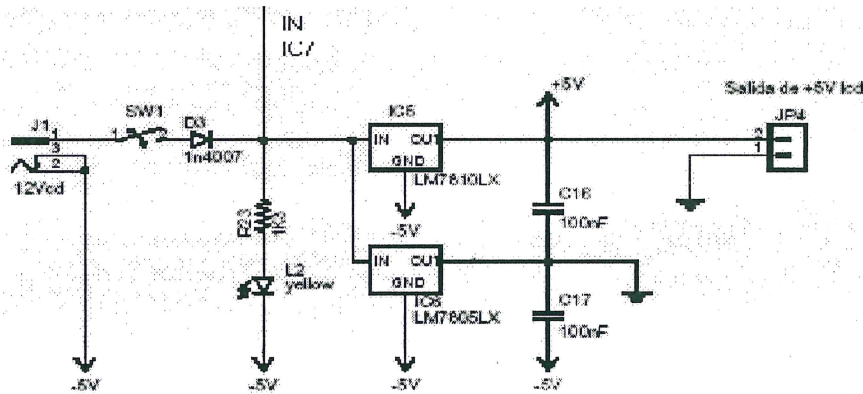 IN
IC7
+5V
Salida de +5V lcd
JP4
2
1
J1
1
3
2
12Vcd
SW1
1
2
D3
1n4007
IC5
IN
OUT
GND
LM7810LX
-5V
C16
100nF
R23
1K5
L2
yellow
IN
OUT
GND
IC6
LM7805LX
C17
100nF
-5V
-5V
-5V
-5V